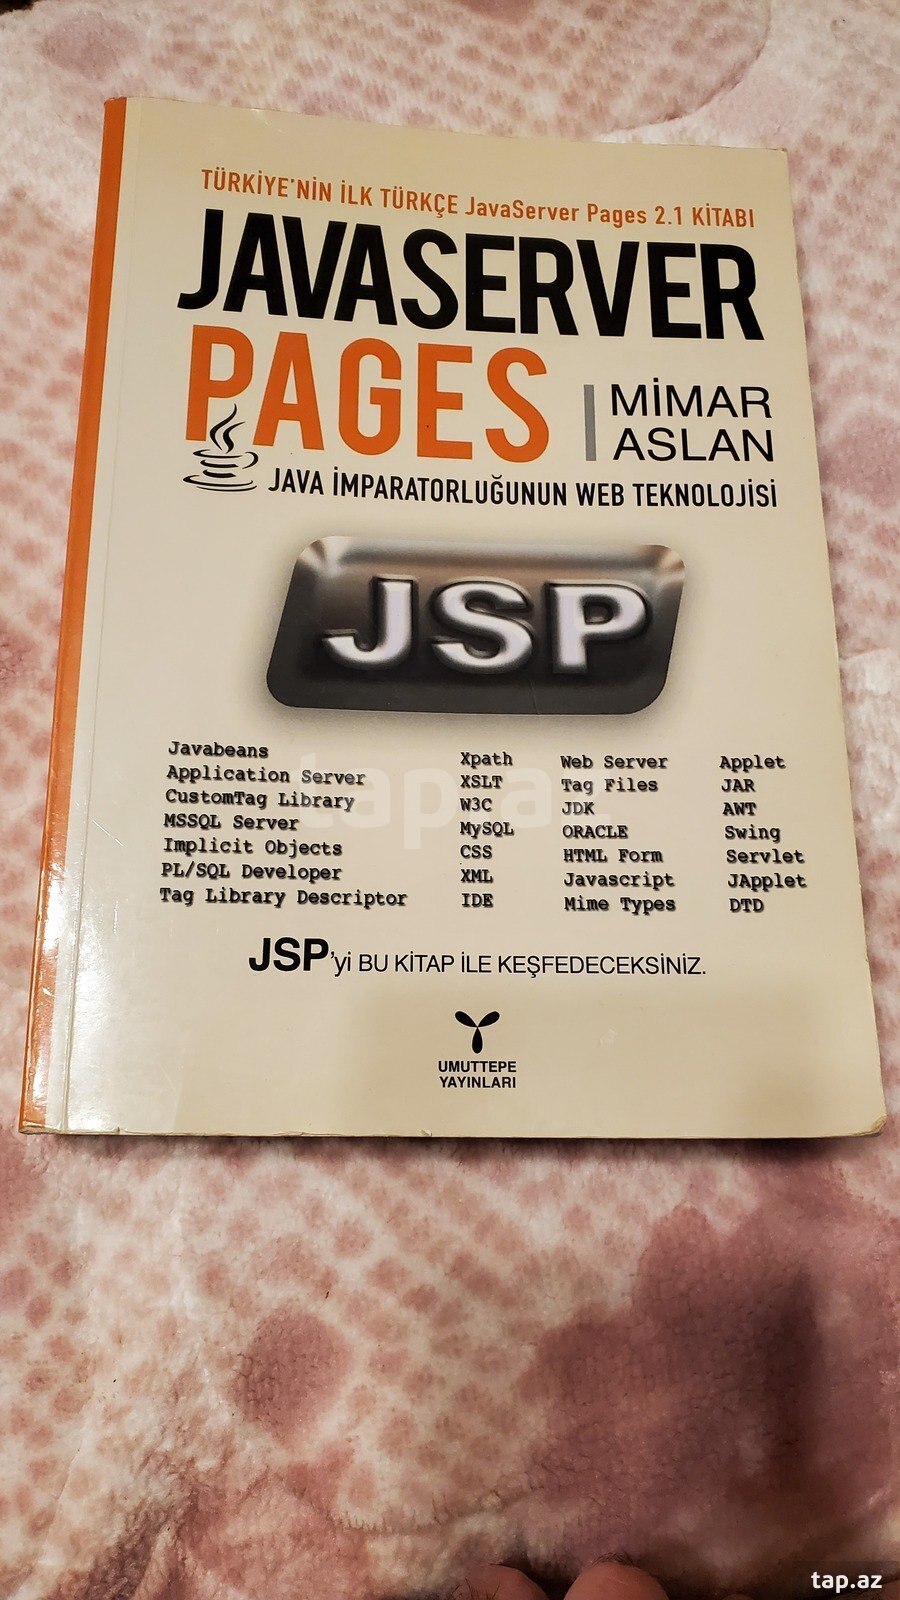 TÜRKİYE'NİN İLK TÜRKÇE JavaServer Pages 2.1 KİTABI
JAVASERVER
PAGES
MİMAR
ASLAN
JAVA İMPARATORLUĞUNUN WEB TEKNOLOJİSİ
JSP
Javabeans
Application Server
CustomTag Library
MSSQL Server
Implicit Objects
PL/SQL Developer
Tag Library Descriptor
Xpath
XSLT
W3C
MySQL
CSS
XML
IDE
Web Server
Tag Files
JDK
ORACLE
HTML Form
Javascript
Mime Types
Applet
JAR
AWT
Swing
Servlet
JApplet
DTD
JSP'yi BU KİTAP İLE KEŞFEDECEKSİNİZ.
UMUTTEPE
YAYINLARI
tap.az